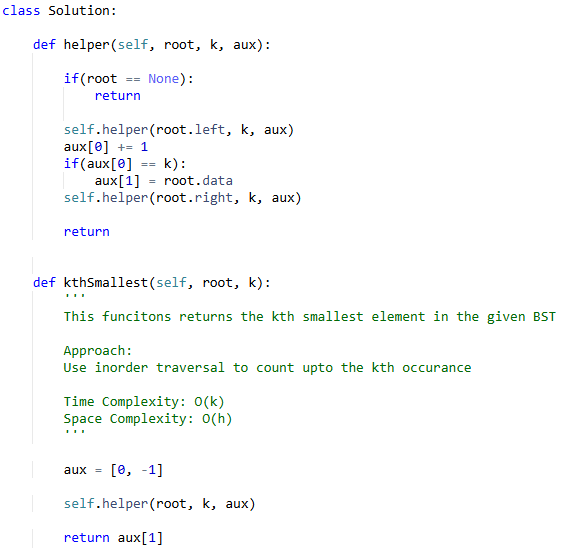 class Solution:
def helper(self, root, k, aux):
if(root == None):
return
self.helper(root.left, k, aux)
aux[0] += 1
if(aux[0] == k):
aux[1] = root.data
self.helper(root.right, k, aux)
return
def kthSmallest(self, root, k):
'''
This funcitons returns the kth smallest element in the given BST
Approach:
Use inorder traversal to count upto the kth occurance
Time Complexity: O(k)
Space Complexity: O(h)
'''
aux = [0, -1]
self.helper(root, k, aux)
return aux[1]